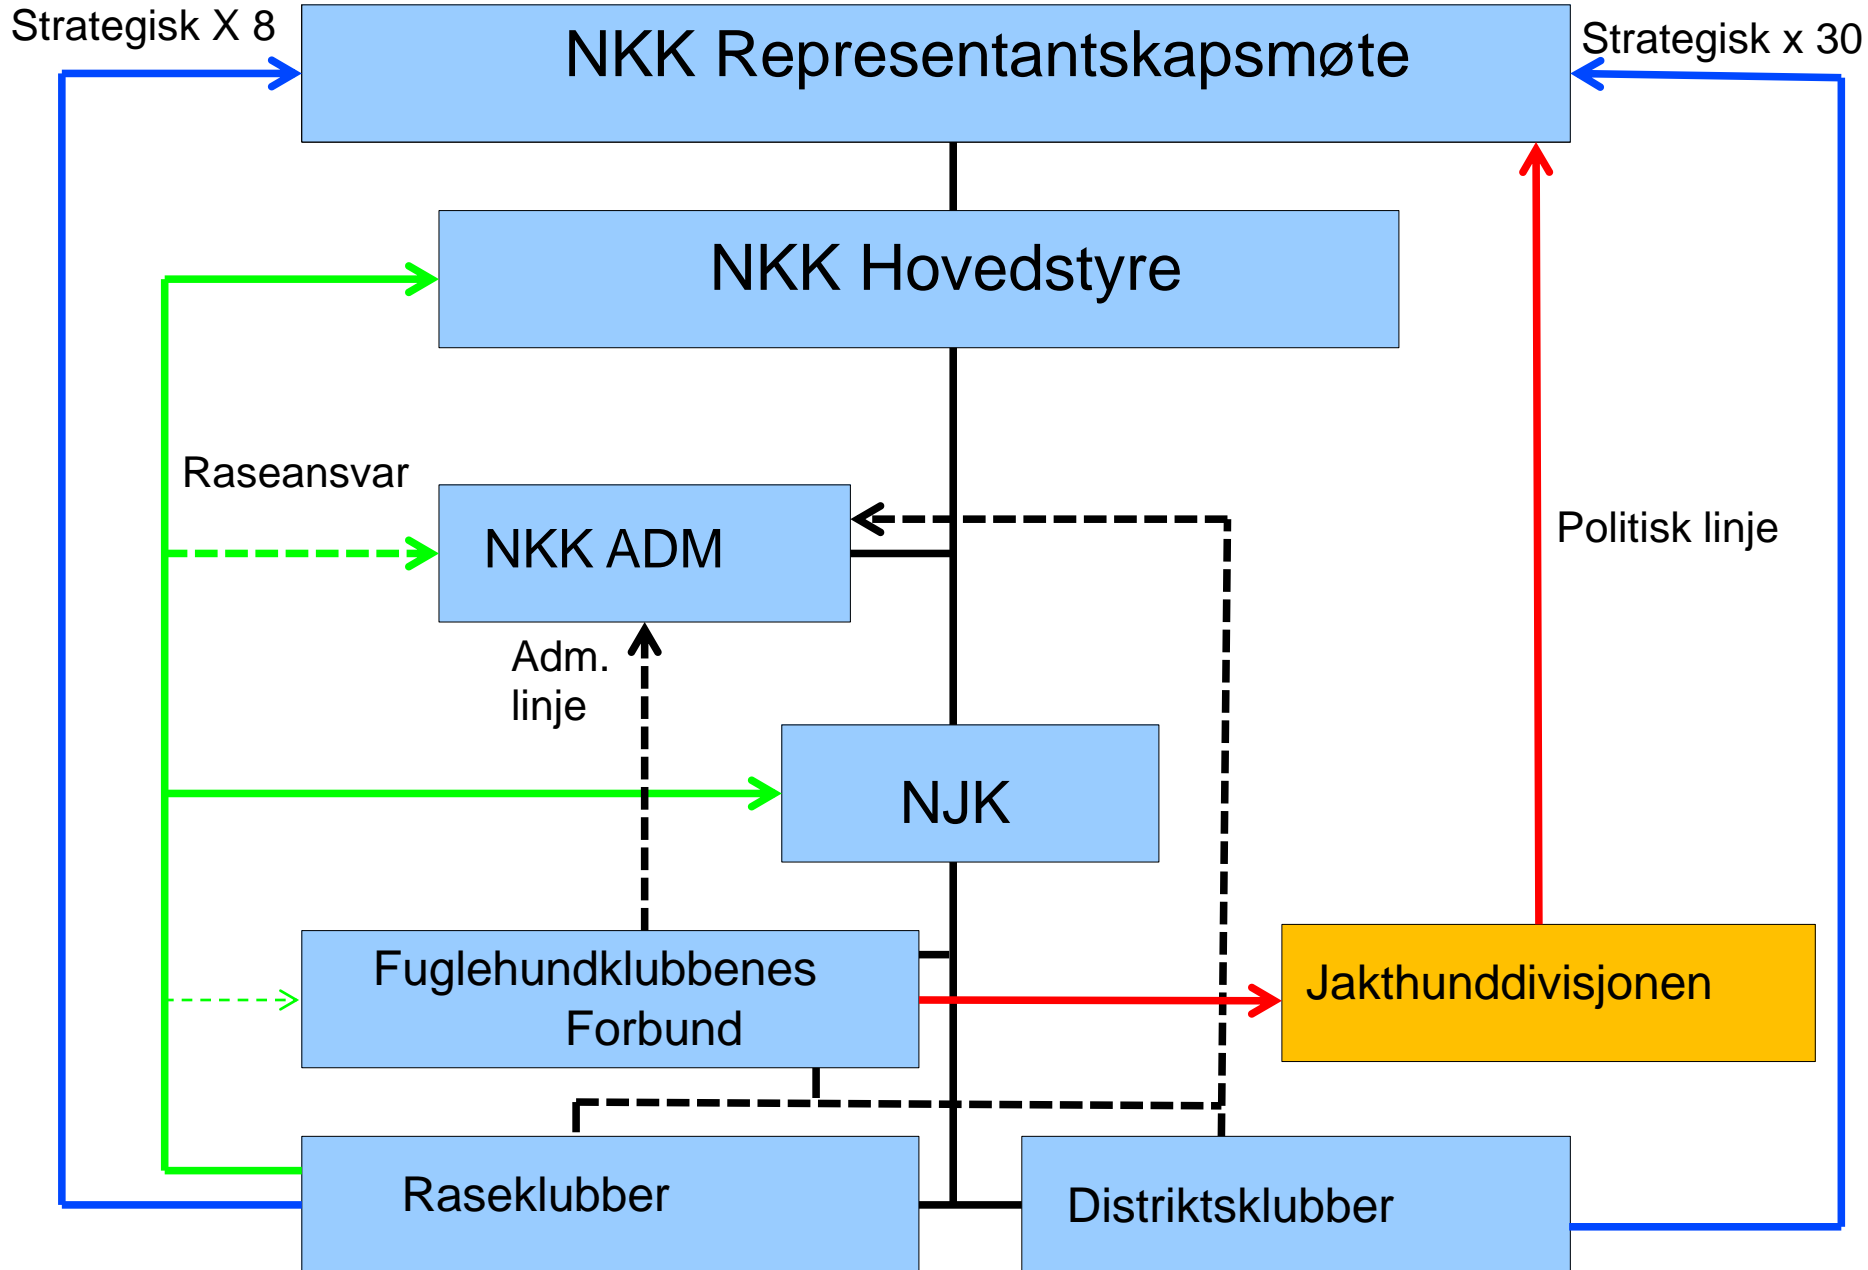 Strategisk X 8
NKK Representantskapsmøte
Strategisk x 30
NKK Hovedstyre
Raseansvar
NKK ADM
Politisk linje
Adm.
linje
NJK
Fuglehundklubbenes
Forbund
Jakthunddivisjonen
Raseklubber
Distriktsklubber